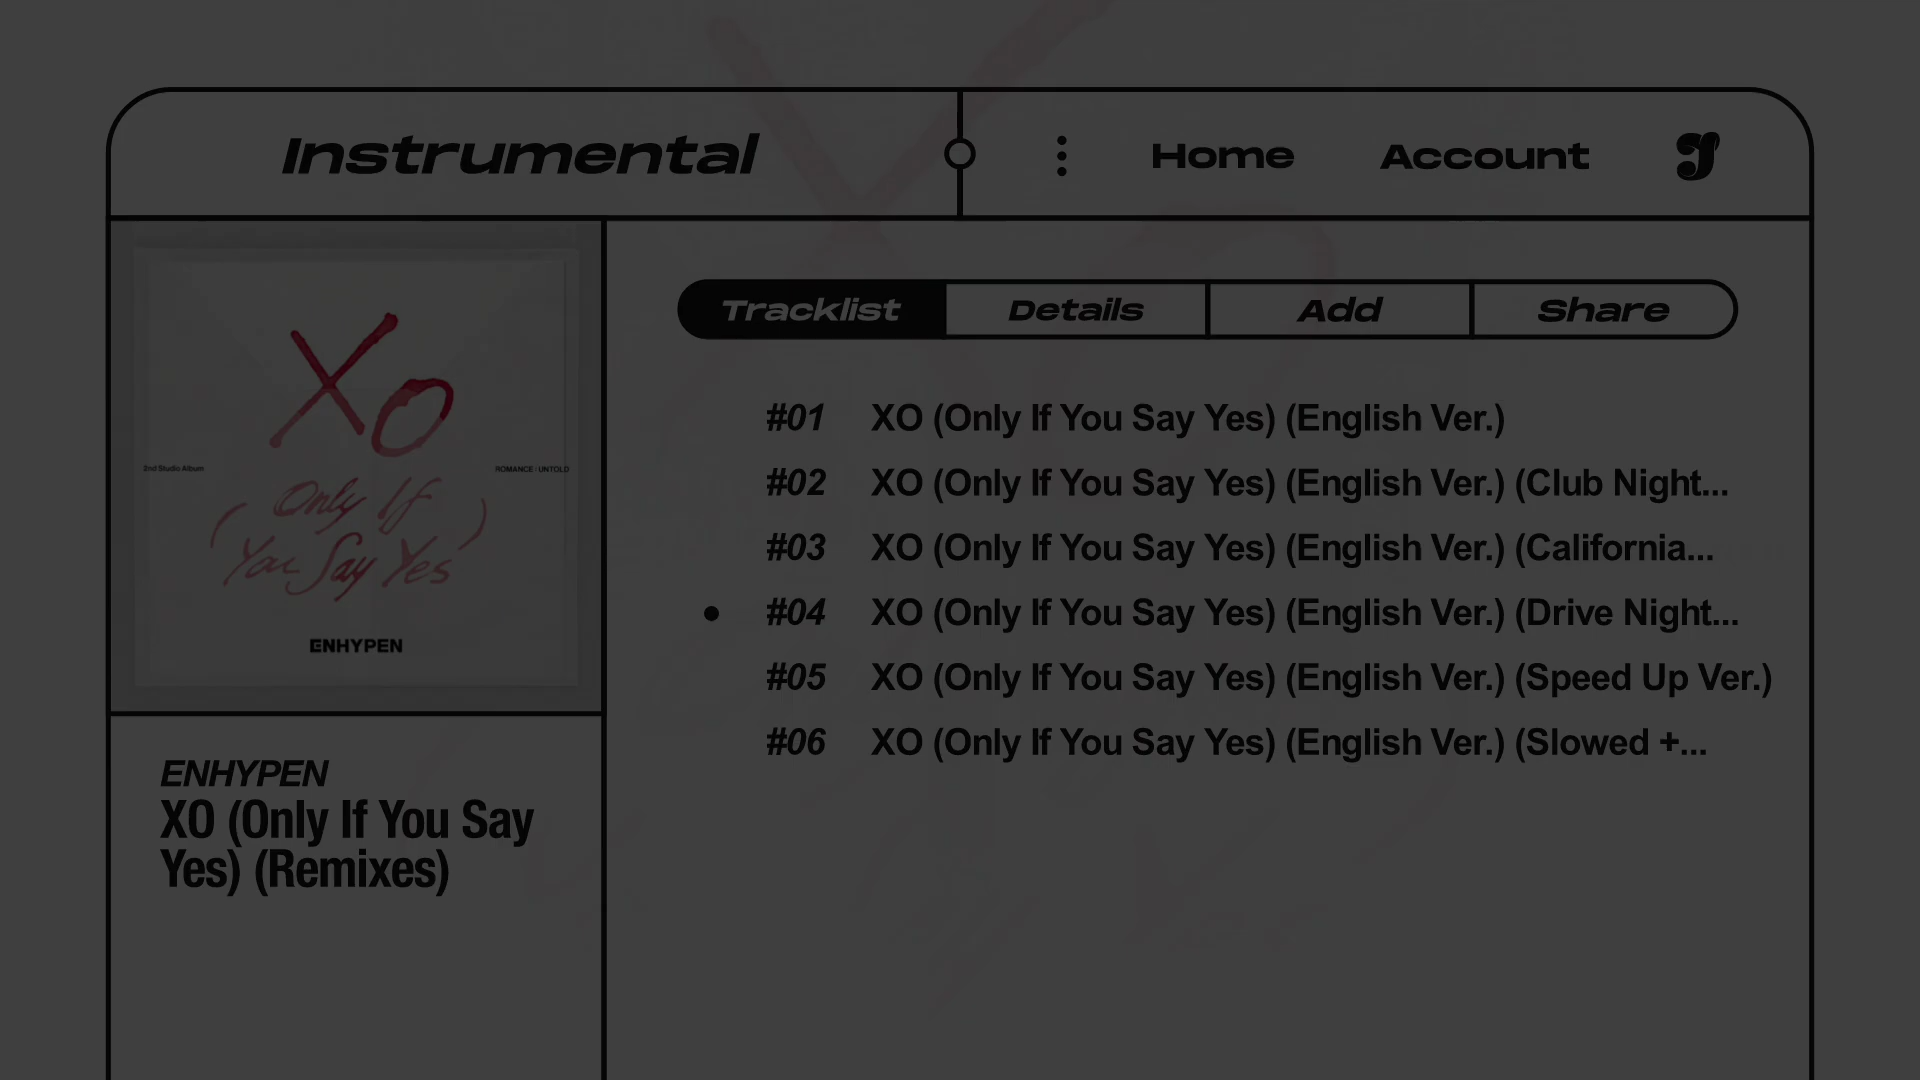 Instrumental
Home
Account
XO
2nd Studio Album
ROMANCE : UNTOLD
(Only If
You Say Yes)
ENHYPEN
ENHYPEN
XO (Only If You Say
Yes) (Remixes)
Tracklist
Details
Add
Share
#01 XO (Only If You Say Yes) (English Ver.)
#02 XO (Only If You Say Yes) (English Ver.) (Club Night...
#03 XO (Only If You Say Yes) (English Ver.) (California...
#04 XO (Only If You Say Yes) (English Ver.) (Drive Night...
#05 XO (Only If You Say Yes) (English Ver.) (Speed Up Ver.)
#06 XO (Only If You Say Yes) (English Ver.) (Slowed +...